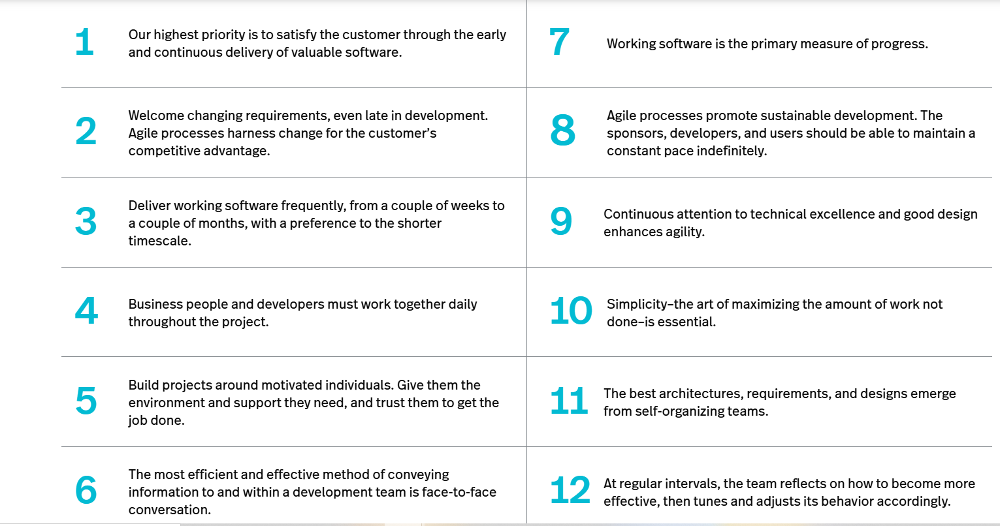 1
Our highest priority is to satisfy the customer through the early
and continuous delivery of valuable software.
2
Welcome changing requirements, even late in development.
Agile processes harness change for the customer’s
competitive advantage.
3
Deliver working software frequently, from a couple of weeks to
a couple of months, with a preference to the shorter
timescale.
4
Business people and developers must work together daily
throughout the project.
5
Build projects around motivated individuals. Give them the
environment and support they need, and trust them to get the
job done.
6
The most efficient and effective method of conveying
information to and within a development team is face-to-face
conversation.
7
Working software is the primary measure of progress.
8
Agile processes promote sustainable development. The
sponsors, developers, and users should be able to maintain a
constant pace indefinitely.
9
Continuous attention to technical excellence and good design
enhances agility.
10
Simplicity–the art of maximizing the amount of work not
done–is essential.
11
The best architectures, requirements, and designs emerge
from self-organizing teams.
12
At regular intervals, the team reflects on how to become more
effective, then tunes and adjusts its behavior accordingly.